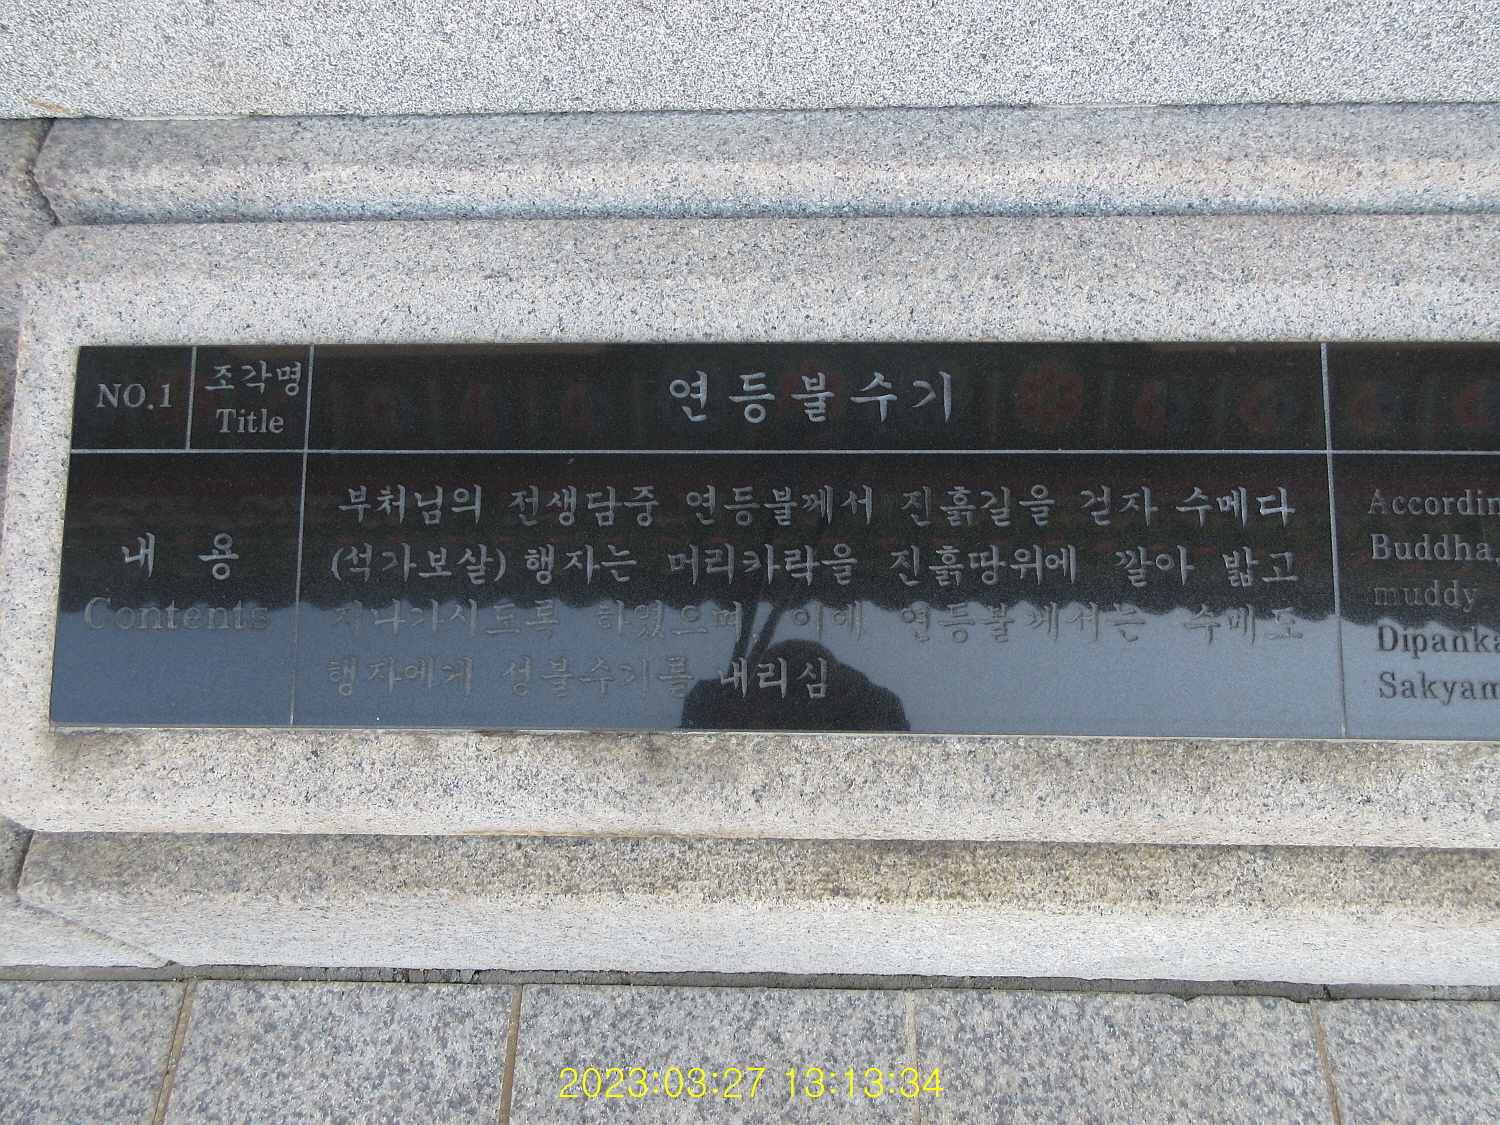 NO.1
조각명
Title
연등불수기
내 용
Contents
부처님의 전생담중 연등불께서 진흙길을 걷자 수메다
(석가보살) 행자는 머리카락을 진흙땅위에 깔아 밟고
지나가시도록 하였으며, 이에 연등불께서는 수메도
행자에게 성불수기를 내리심
Accordin
Buddha,
muddy
Dipanka
Sakyam
2023:03:27 13:13:34